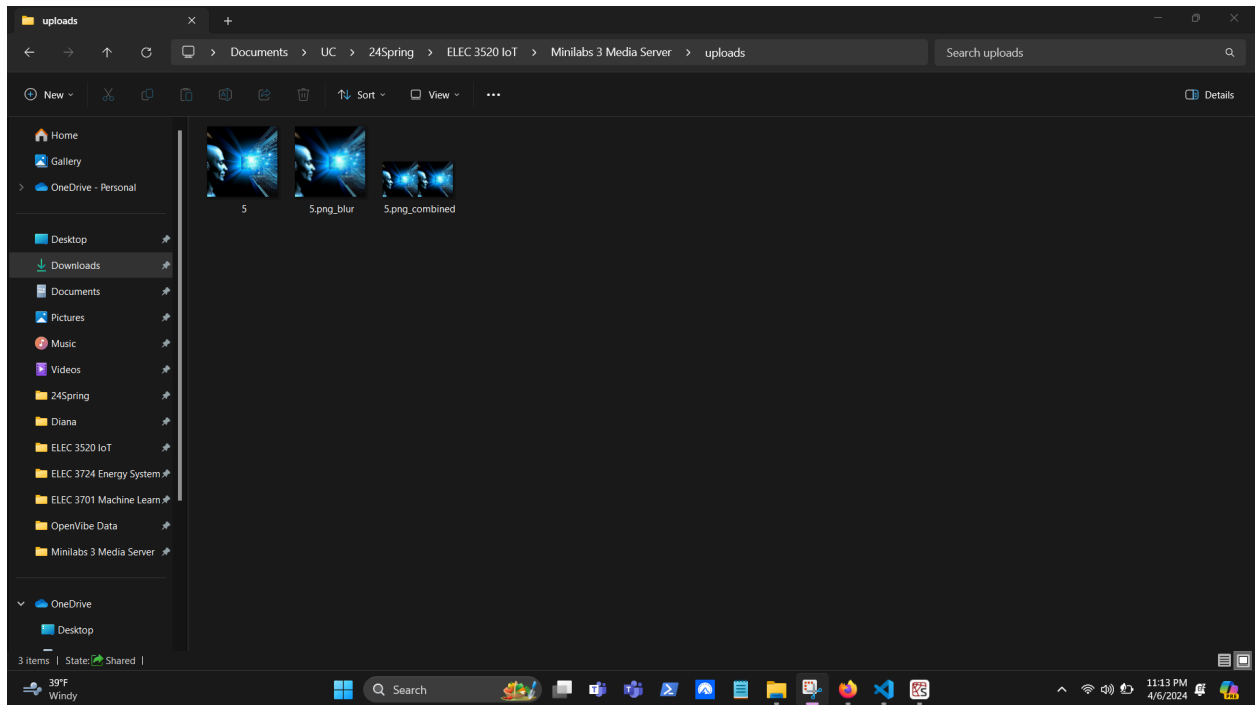 uploads
Documents > UC > 24Spring > ELEC 3520 IoT > Minilabs 3 Media Server > uploads
Search uploads
New
Sort
View
Details
Home
Gallery
OneDrive - Personal
Desktop
Downloads
Documents
Pictures
Music
Videos
24Spring
Diana
ELEC 3520 IoT
ELEC 3724 Energy System
ELEC 3701 Machine Learn
OpenVibe Data
Minilabs 3 Media Server
OneDrive
Desktop
5
5.png_blur
5.png_combined
3 items | State: Shared |
39°F
Windy
Search
11:13 PM
4/6/2024